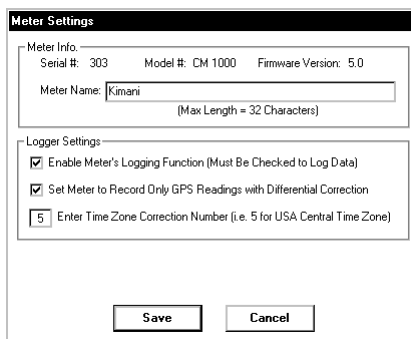 Meter Settings
Meter Info.
Serial #: 303 Model #: CM 1000 Firmware Version: 5.0
Meter Name: Kimani
(Max Length = 32 Characters)
Logger Settings
Enable Meter's Logging Function (Must Be Checked to Log Data)
Set Meter to Record Only GPS Readings with Differential Correction
5 Enter Time Zone Correction Number (i.e. 5 for USA Central Time Zone)
Save Cancel